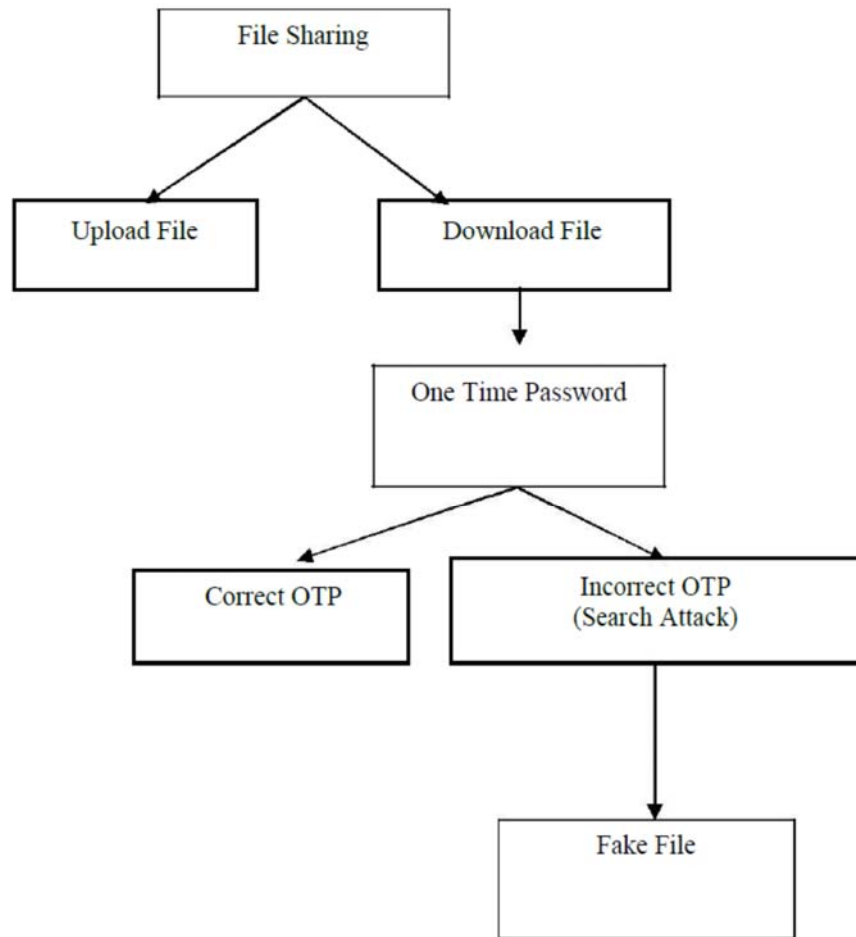 File Sharing
Upload File
Download File
One Time Password
Correct OTP
Incorrect OTP
(Search Attack)
Fake File